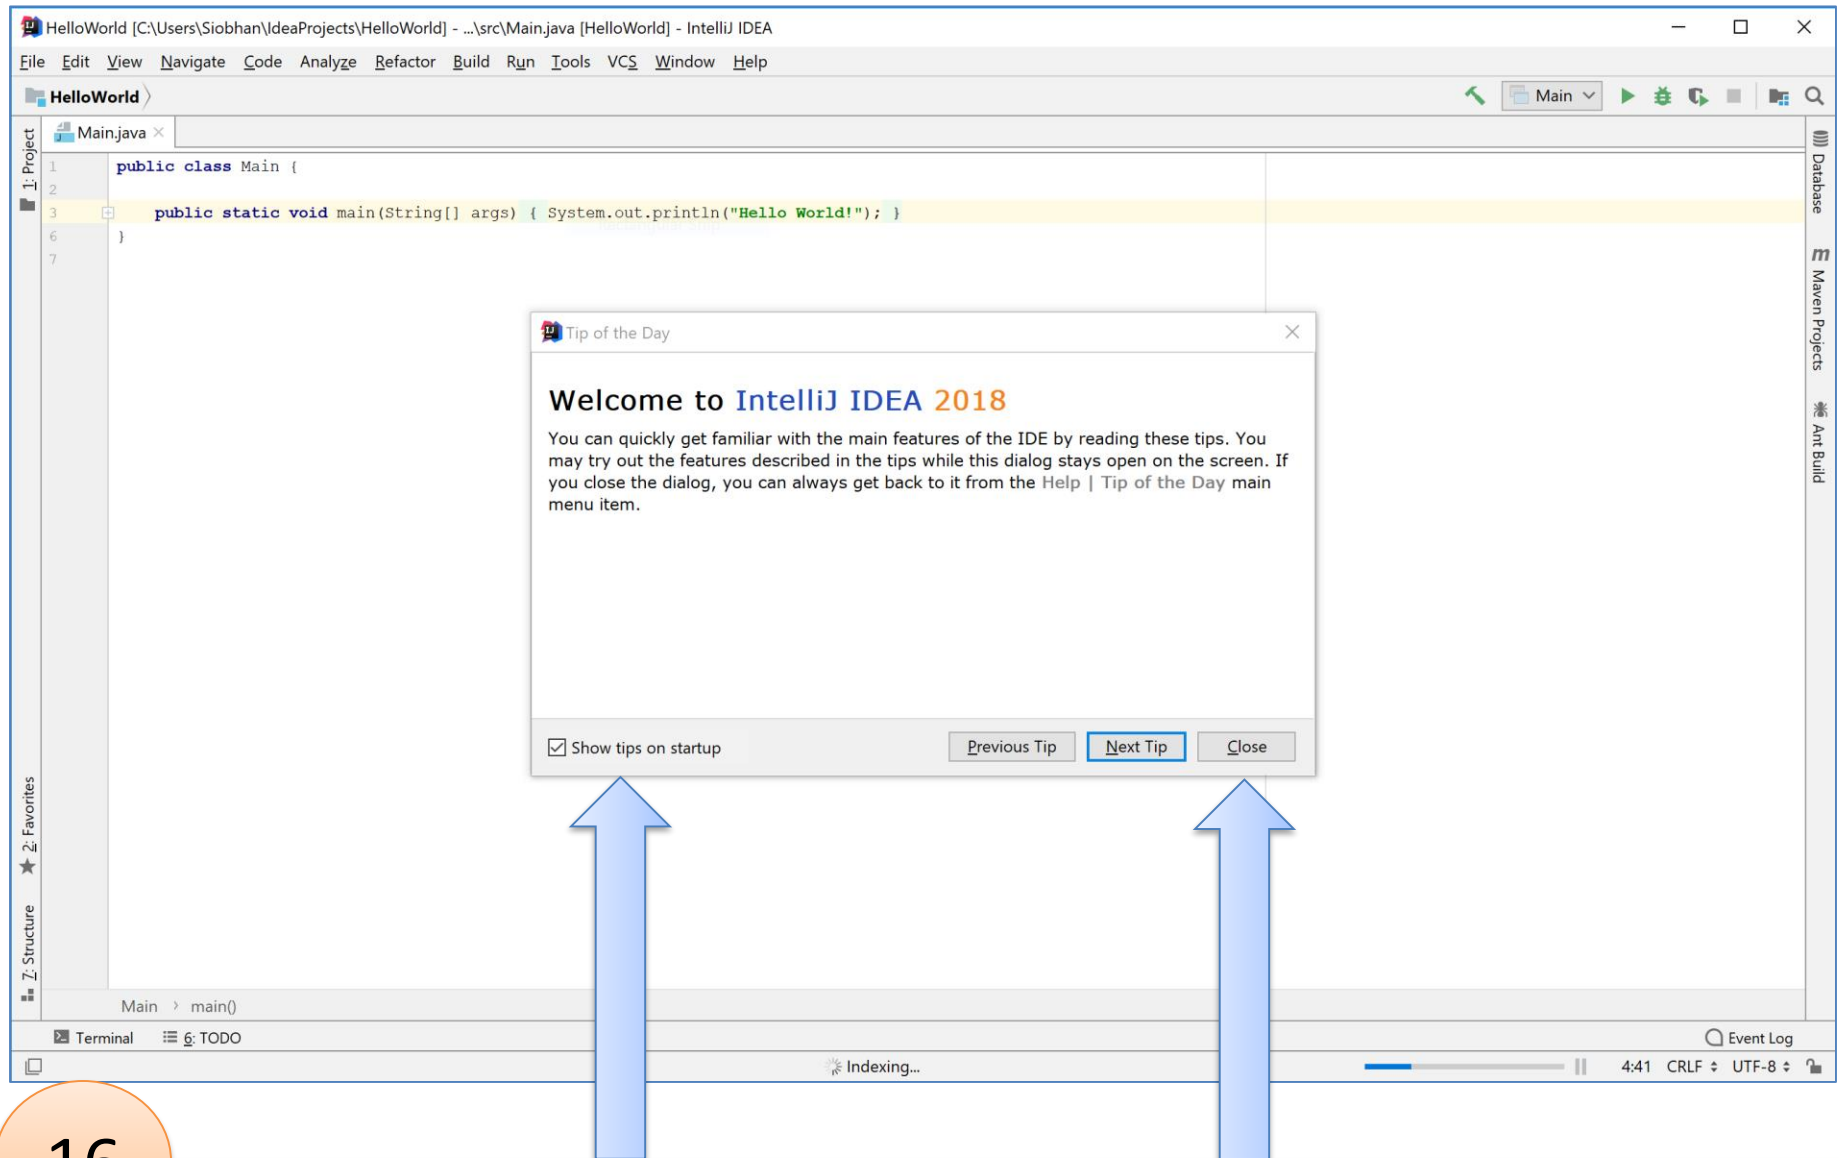 HelloWorld [C:\Users\Siobhan\IdeaProjects\HelloWorld] - ...\src\Main.java [HelloWorld] - IntelliJ IDEA
File Edit View Navigate Code Analyze Refactor Build Run Tools VCS Window Help
HelloWorld
Main
Main.java
1: Project
1 public class Main {
2
3 public static void main(String[] args) { System.out.println("Hello World!"); }
6 }
7
Database
Maven Projects
Ant Build
Tip of the Day
Welcome to IntelliJ IDEA 2018
You can quickly get familiar with the main features of the IDE by reading these tips. You
may try out the features described in the tips while this dialog stays open on the screen. If
you close the dialog, you can always get back to it from the Help | Tip of the Day main
menu item.
Show tips on startup
Previous Tip Next Tip Close
2: Favorites
7: Structure
Main › main()
Terminal 6: TODO Event Log
Indexing... 4:41 CRLF UTF-8
16